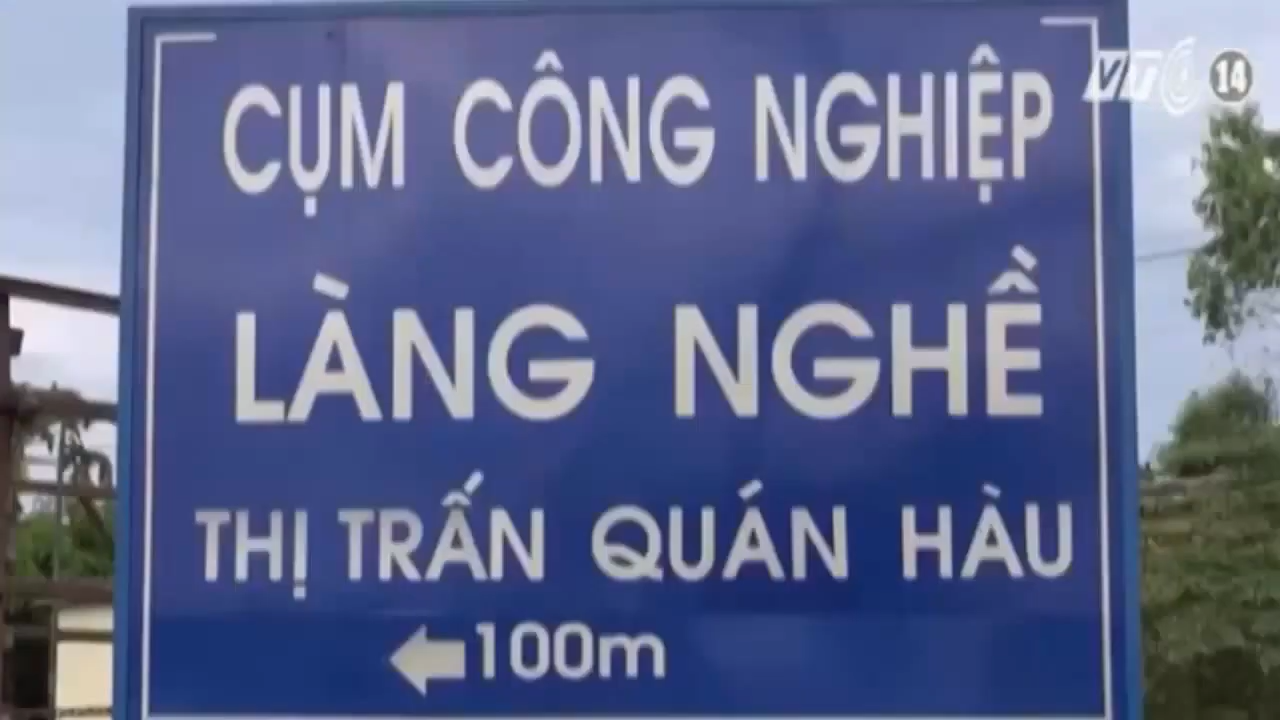 CỤM CÔNG NGHIỆP
LÀNG NGHỀ
THỊ TRẤN QUÁN HÀU
100m
VTC 14